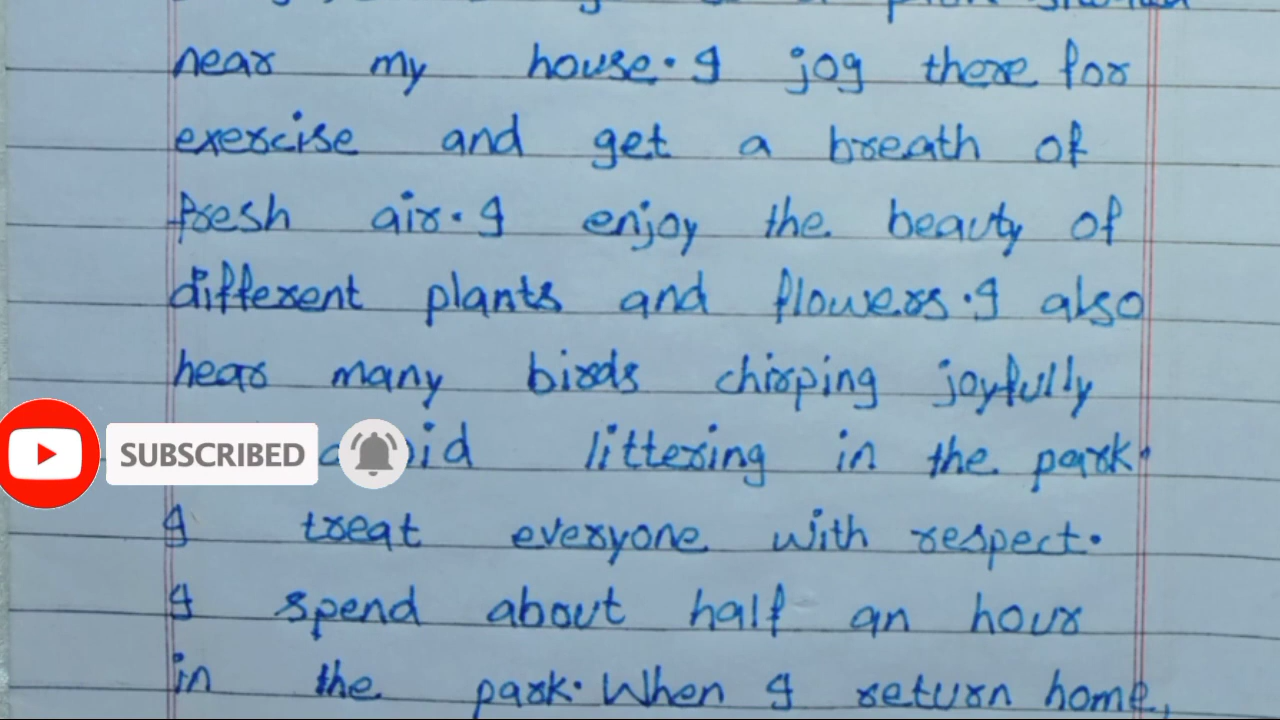 near my house. I jog there for
exercise and get a breath of
fresh air. I enjoy the beauty of
different plants and flowers. I also
hear many birds chirping joyfully
SUBSCRIBED
littering in the park.
I treat everyone with respect.
I spend about half an hour
in the park. When I return home,